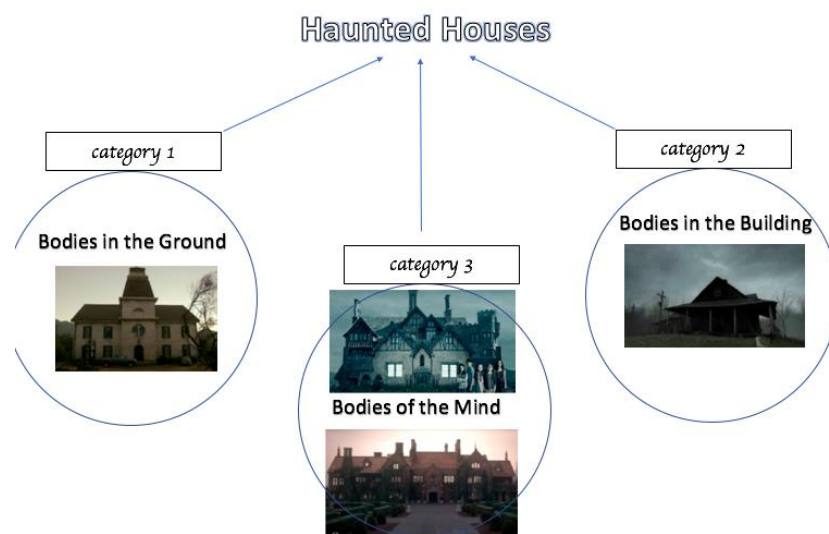 Haunted Houses
category 1
category 2
Bodies in the Ground
Bodies in the Building
category 3
Bodies of the Mind